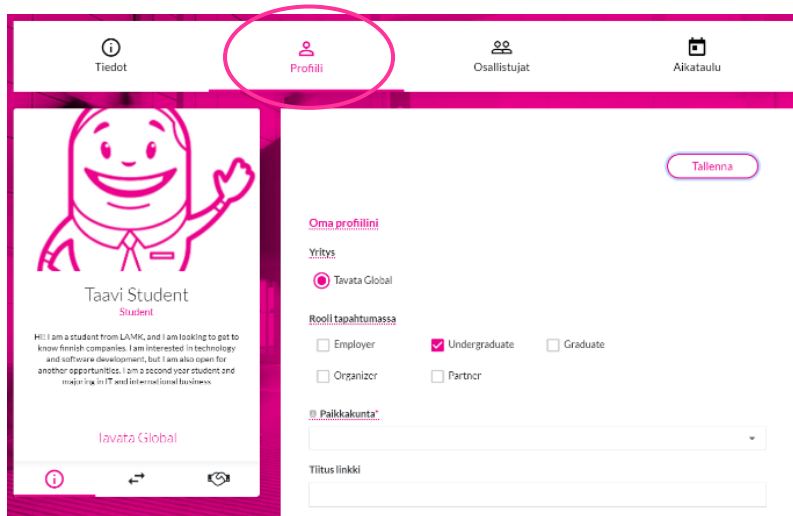 Tiedot
Profiili
Osallistujat
Aikataulu
Taavi Student
Student
Hi! I am a student from LAMK, and I am looking to get to
know finnish companies. I am interested in technology
and software development, but I am also open for
another opportunities. I am a second year student and
majoring in IT and international business
Tavata Global
Tallenna
Oma profiilini
Yritys
Tavata Global
Rooli tapahtumassa
Employer
Undergraduate
Graduate
Organizer
Partner
Paikkakunta*
Tiitus linkki